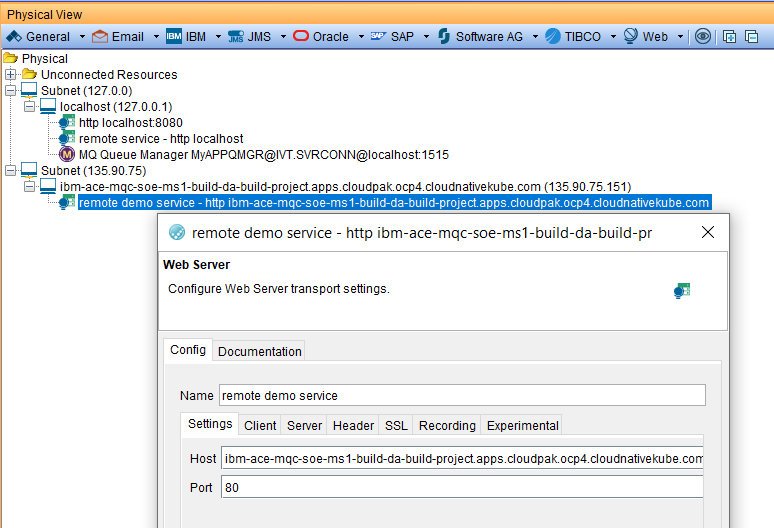 Physical View
General Email IBM IBM JMS JMS Oracle SAP SAP Software AG TIBCO Web
Physical
Unconnected Resources
Subnet (127.0.0)
localhost (127.0.0.1)
http localhost:8080
remote service - http localhost
M MQ Queue Manager MyAPPQMGR@IVT.SVRCONN@localhost:1515
Subnet (135.90.75)
ibm-ace-mqc-soe-ms1-build-da-build-project.apps.cloudpak.ocp4.cloudnativekube.com (135.90.75.151)
remote demo service - http ibm-ace-mqc-soe-ms1-build-da-build-project.apps.cloudpak.ocp4.cloudnativekube.com
remote demo service - http ibm-ace-mqc-soe-ms1-build-da-build-pr
Web Server
Configure Web Server transport settings.
Config Documentation
Name remote demo service
Settings Client Server Header SSL Recording Experimental
Host ibm-ace-mqc-soe-ms1-build-da-build-project.apps.cloudpak.ocp4.cloudnativekube.com
Port 80